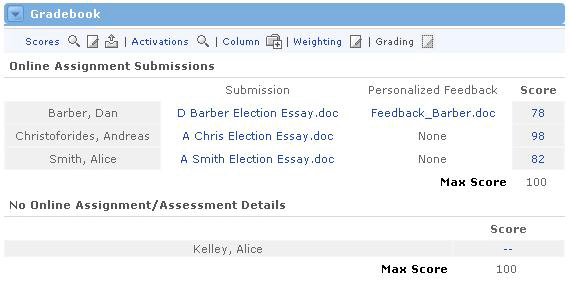 Gradebook
Scores | Activations | Column | Weighting | Grading
Online Assignment Submissions
Submission Personalized Feedback Score
Barber, Dan D Barber Election Essay.doc Feedback_Barber.doc 78
Christoforides, Andreas A Chris Election Essay.doc None 98
Smith, Alice A Smith Election Essay.doc None 82
Max Score 100
No Online Assignment/Assessment Details
Score
Kelley, Alice --
Max Score 100